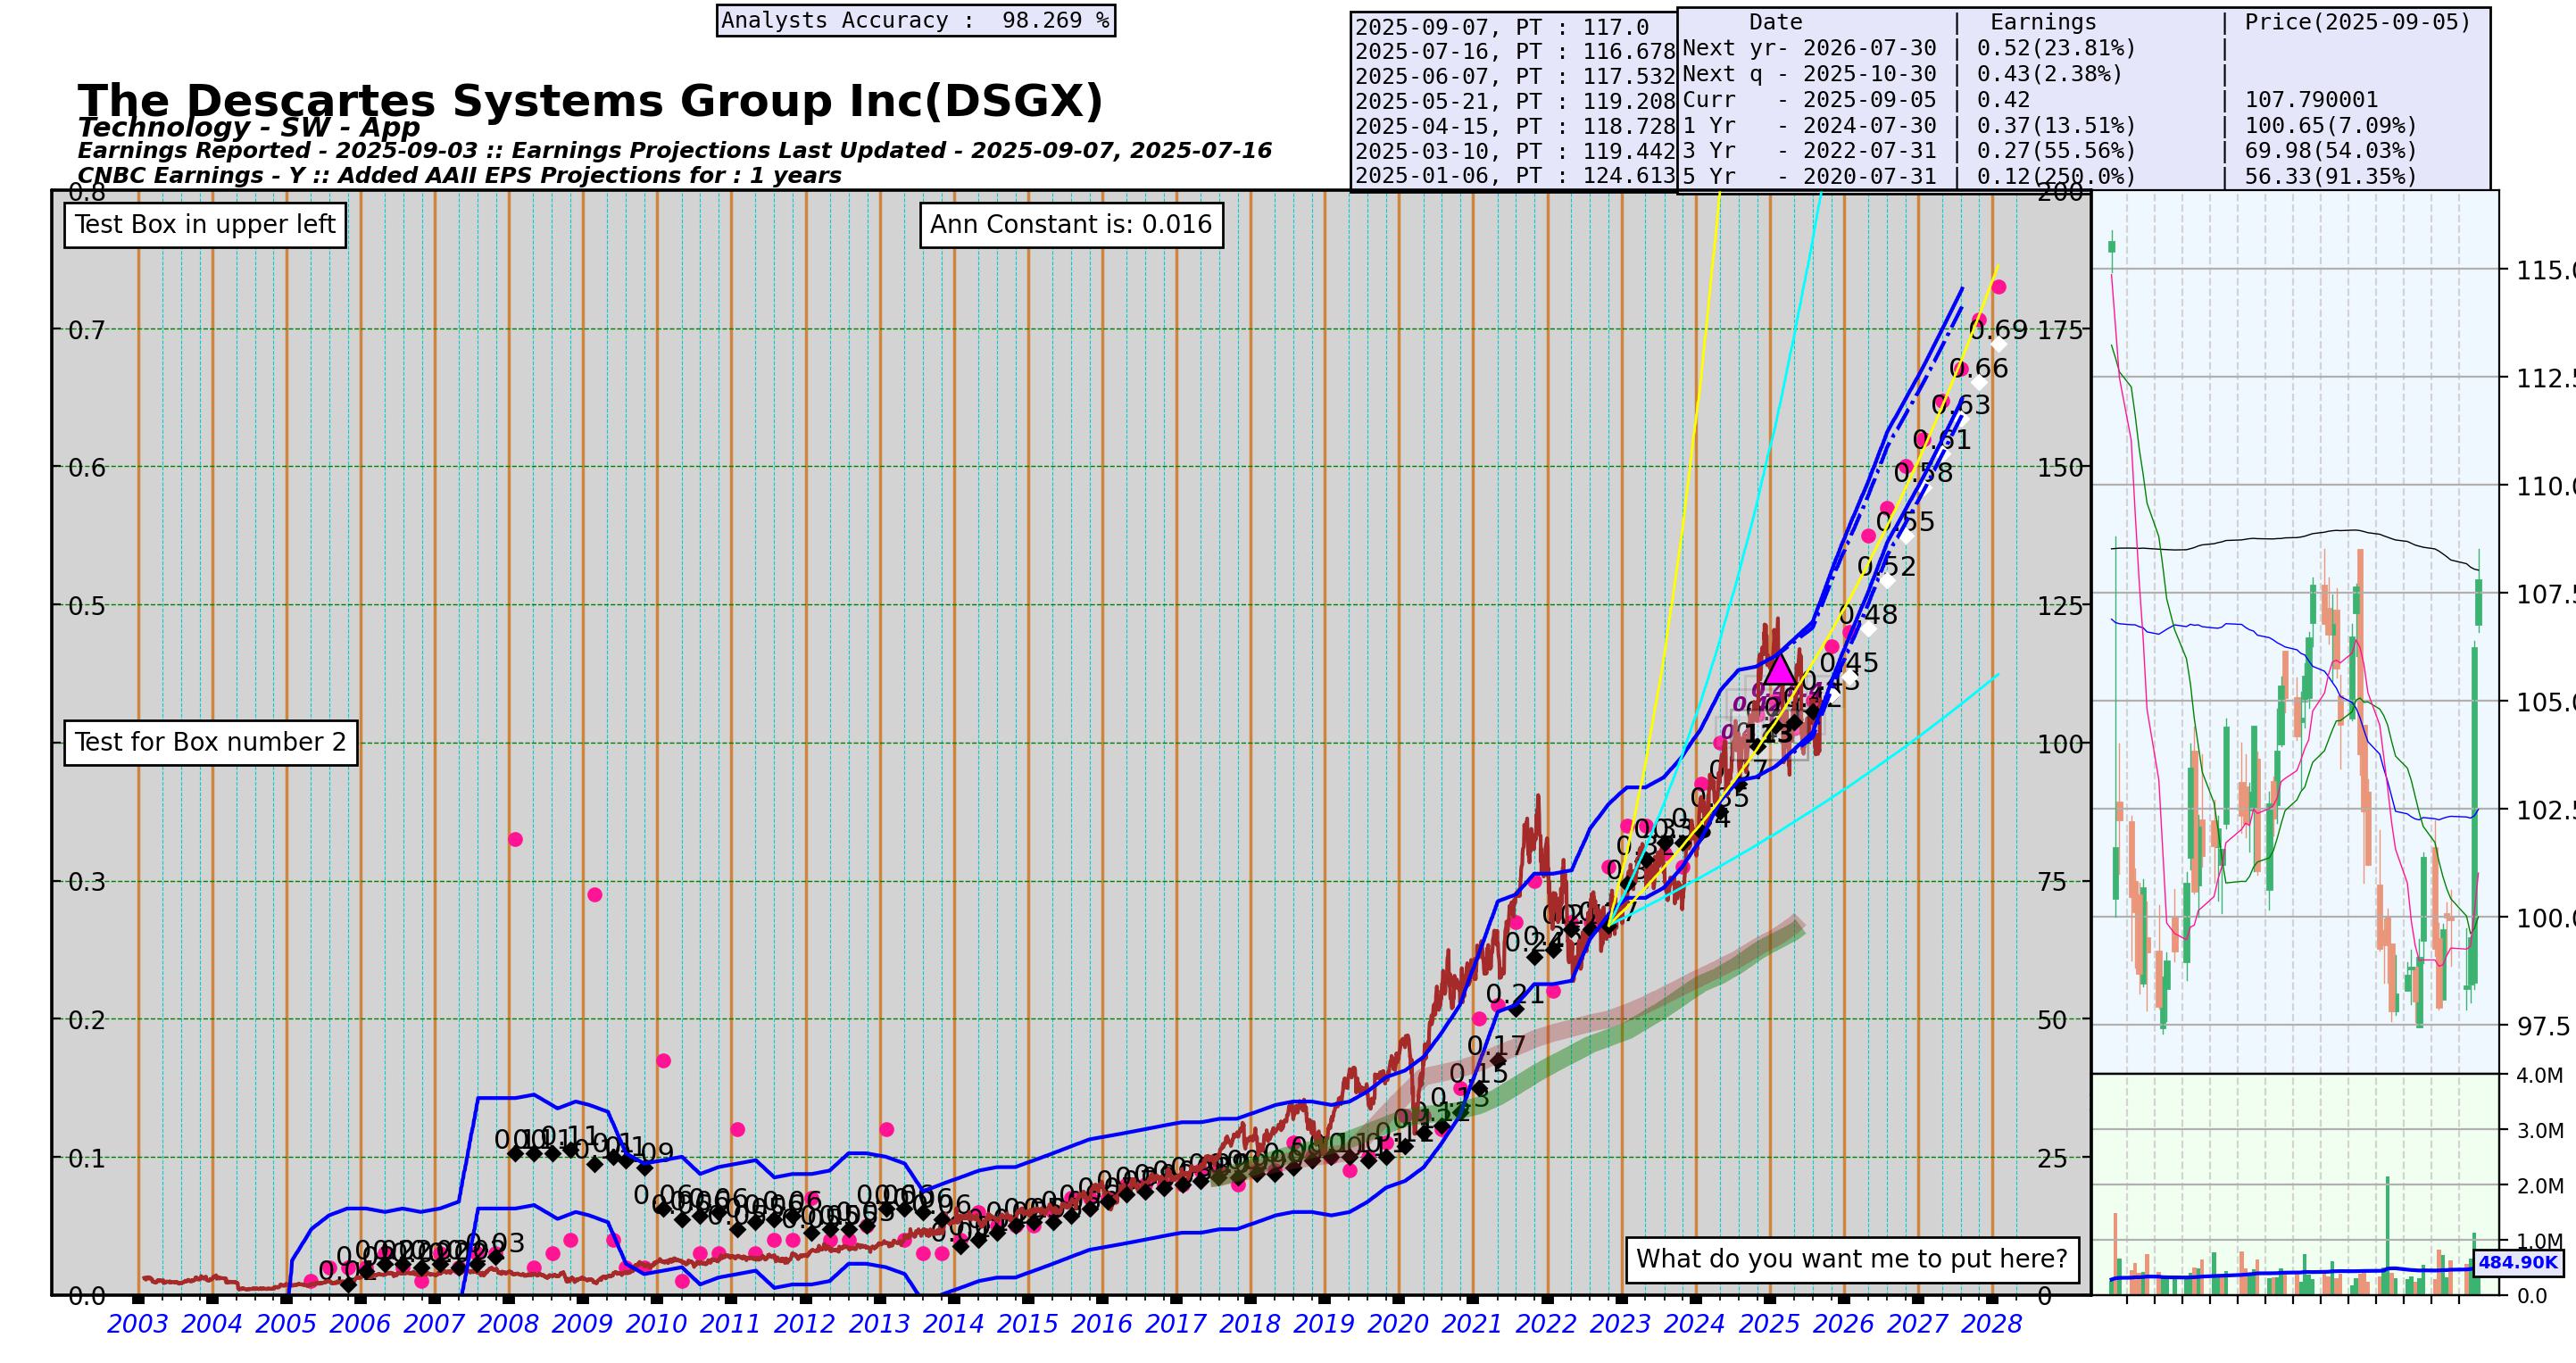 Analysts Accuracy :  98.269 %
2025-09-07, PT : 117.0
2025-07-16, PT : 116.678
2025-06-07, PT : 117.532
2025-05-21, PT : 119.208
2025-04-15, PT : 118.728
2025-03-10, PT : 119.442
2025-01-06, PT : 124.613
Date | Earnings | Price(2025-09-05)
Next yr- 2026-07-30 | 0.52(23.81%) |
Next q - 2025-10-30 | 0.43(2.38%) |
Curr - 2025-09-05 | 0.42 | 107.790001
1 Yr - 2024-07-30 | 0.37(13.51%) | 100.65(7.09%)
3 Yr - 2022-07-31 | 0.27(55.56%) | 69.98(54.03%)
5 Yr - 2020-07-31 | 0.12(250.0%) | 56.33(91.35%)
The Descartes Systems Group Inc(DSGX)
Technology - SW - App
Earnings Reported - 2025-09-03 :: Earnings Projections Last Updated - 2025-09-07, 2025-07-16
CNBC Earnings - Y :: Added AAII EPS Projections for : 1 years
Test Box in upper left
Ann Constant is: 0.016
Test for Box number 2
What do you want me to put here?
0.8
0.7
0.6
0.5
0.3
0.2
0.1
0.0
200
175
150
125
100
75
50
25
0
0.69
0.66
0.63
0.61
0.58
0.55
0.52
0.48
0.45
0.43
0.37
0.35
0.21
0.17
0.15
0.13
0.03
97.5
4.0M
3.0M
2.0M
1.0M
0.0
484.90K
2003 2004 2005 2006 2007 2008 2009 2010 2011 2012 2013 2014 2015 2016 2017 2018 2019 2020 2021 2022 2023 2024 2025 2026 2027 2028